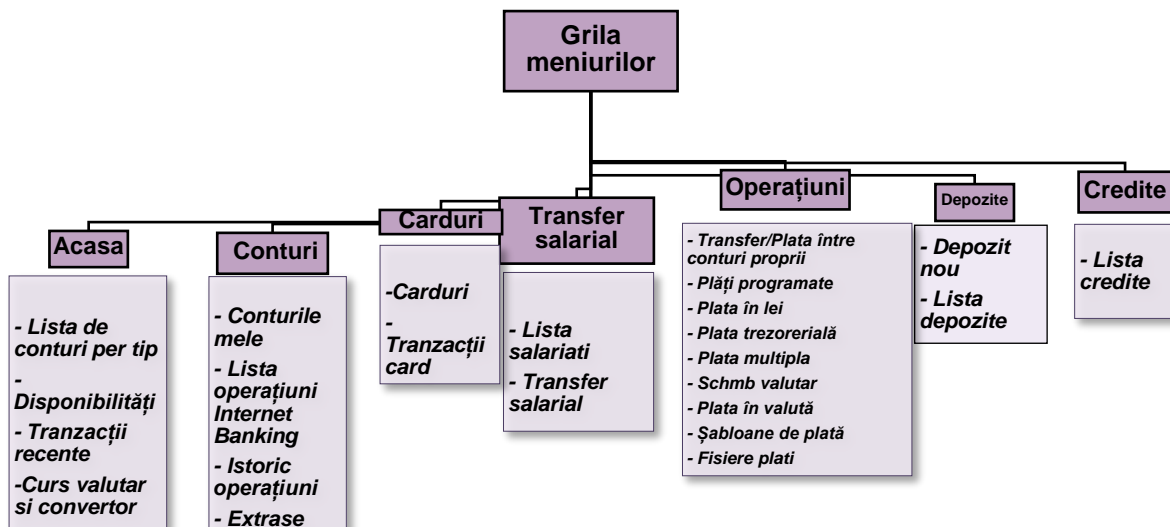 Grila
meniurilor
Acasa
- Lista de
conturi per tip
-
Disponibilități
- Tranzacții
recente
-Curs valutar
si convertor
Conturi
- Conturile
mele
- Lista
operațiuni
Internet
Banking
- Istoric
operațiuni
- Extrase
Carduri
-Carduri
-
Tranzacții
card
Transfer
salarial
- Lista
salariati
- Transfer
salarial
Operațiuni
- Transfer/Plata între
conturi proprii
- Plăți programate
- Plata în lei
- Plata trezorerială
- Plata multipla
- Schmb valutar
- Plata în valută
- Șabloane de plată
- Fisiere plati
Depozite
- Depozit
nou
- Lista
depozite
Credite
- Lista
credite